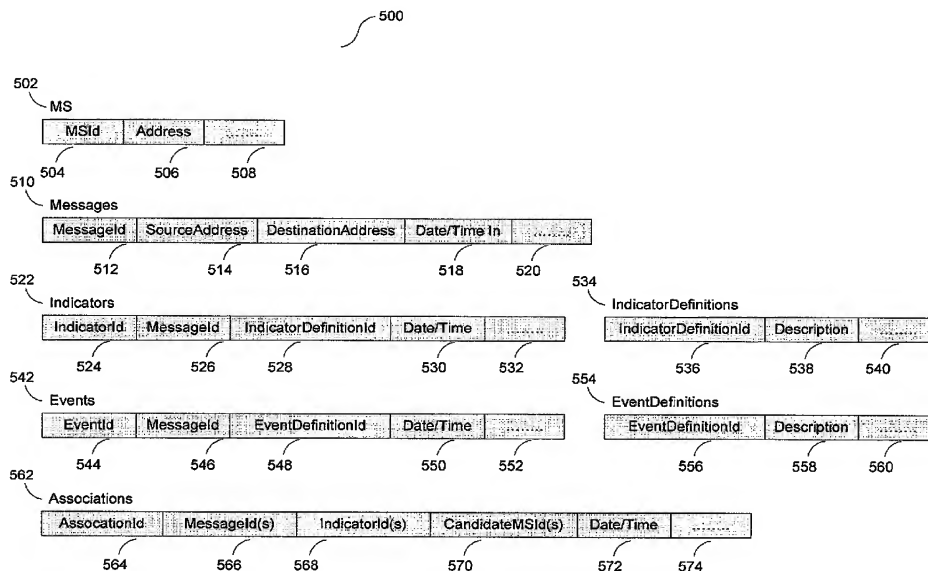 500
502
MS
MSId Address ........
504 506 508
510
Messages
MessageId SourceAddress DestinationAddress Date/Time In ........
512 514 516 518 520
522 534
Indicators IndicatorDefinitions
IndicatorId MessageId IndicatorDefinitionId Date/Time ........ IndicatorDefinitionId Description ........
524 526 528 530 532 536 538 540
542 554
Events EventDefinitions
EventId MessageId EventDefinitionId Date/Time ........ EventDefinitionId Description ........
544 546 548 550 552 556 558 560
562
Associations
AssocationId MessageId(s) IndicatorId(s) CandidateMSId(s) Date/Time ........
564 566 568 570 572 574